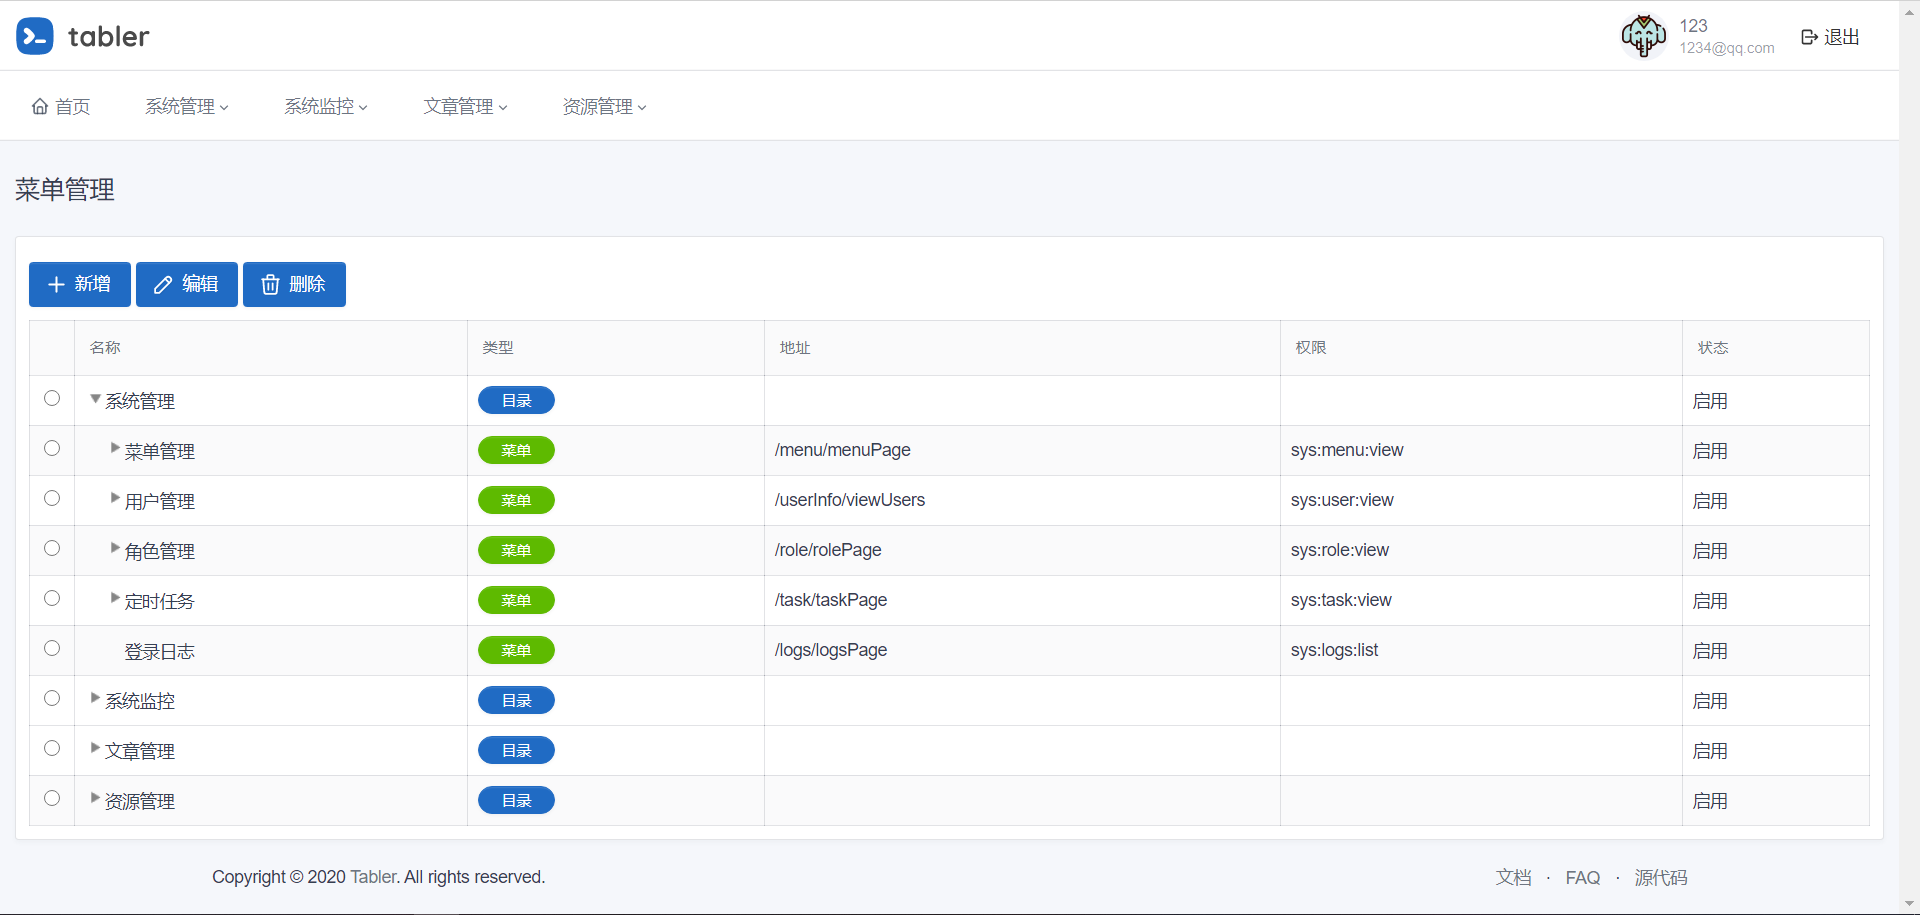 tabler
123
1234@qq.com
退出
首页
系统管理
系统监控
文章管理
资源管理
菜单管理
新增
编辑
删除
名称 类型 地址 权限 状态
系统管理 目录 启用
菜单管理 菜单 /menu/menuPage sys:menu:view 启用
用户管理 菜单 /userInfo/viewUsers sys:user:view 启用
角色管理 菜单 /role/rolePage sys:role:view 启用
定时任务 菜单 /task/taskPage sys:task:view 启用
登录日志 菜单 /logs/logsPage sys:logs:list 启用
系统监控 目录 启用
文章管理 目录 启用
资源管理 目录 启用
Copyright © 2020 Tabler. All rights reserved.
文档 · FAQ · 源代码